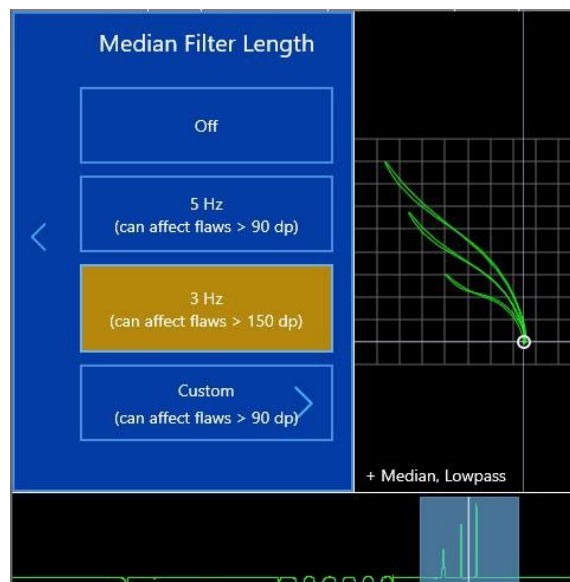 Median Filter Length
Off
5 Hz
(can affect flaws > 90 dp)
3 Hz
(can affect flaws > 150 dp)
Custom
(can affect flaws > 90 dp)
+ Median, Lowpass